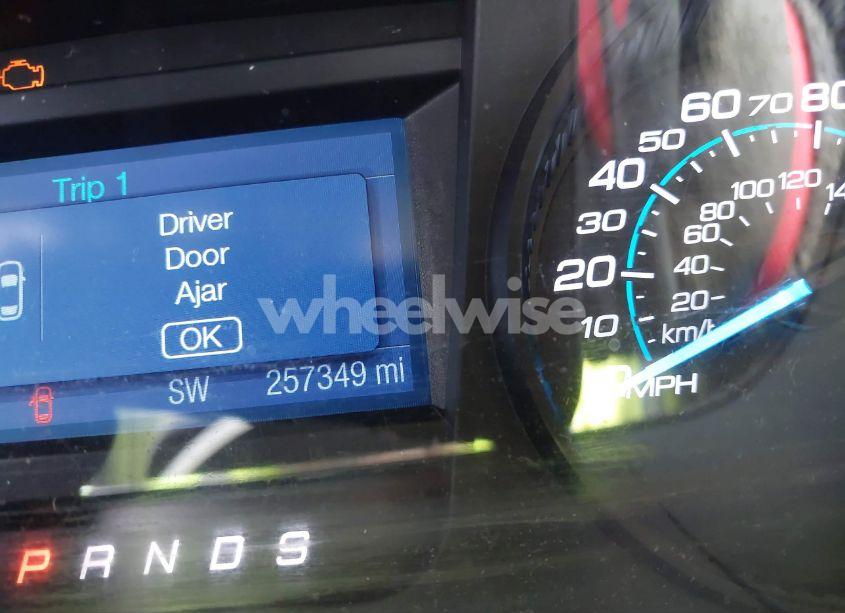 Trip 1
Driver
Door
Ajar
OK
SW 257349 mi
P R N D S
10 20 30 40 50 60 70 80
20 40 60 80 100 120
km/h
MPH
wheelwise